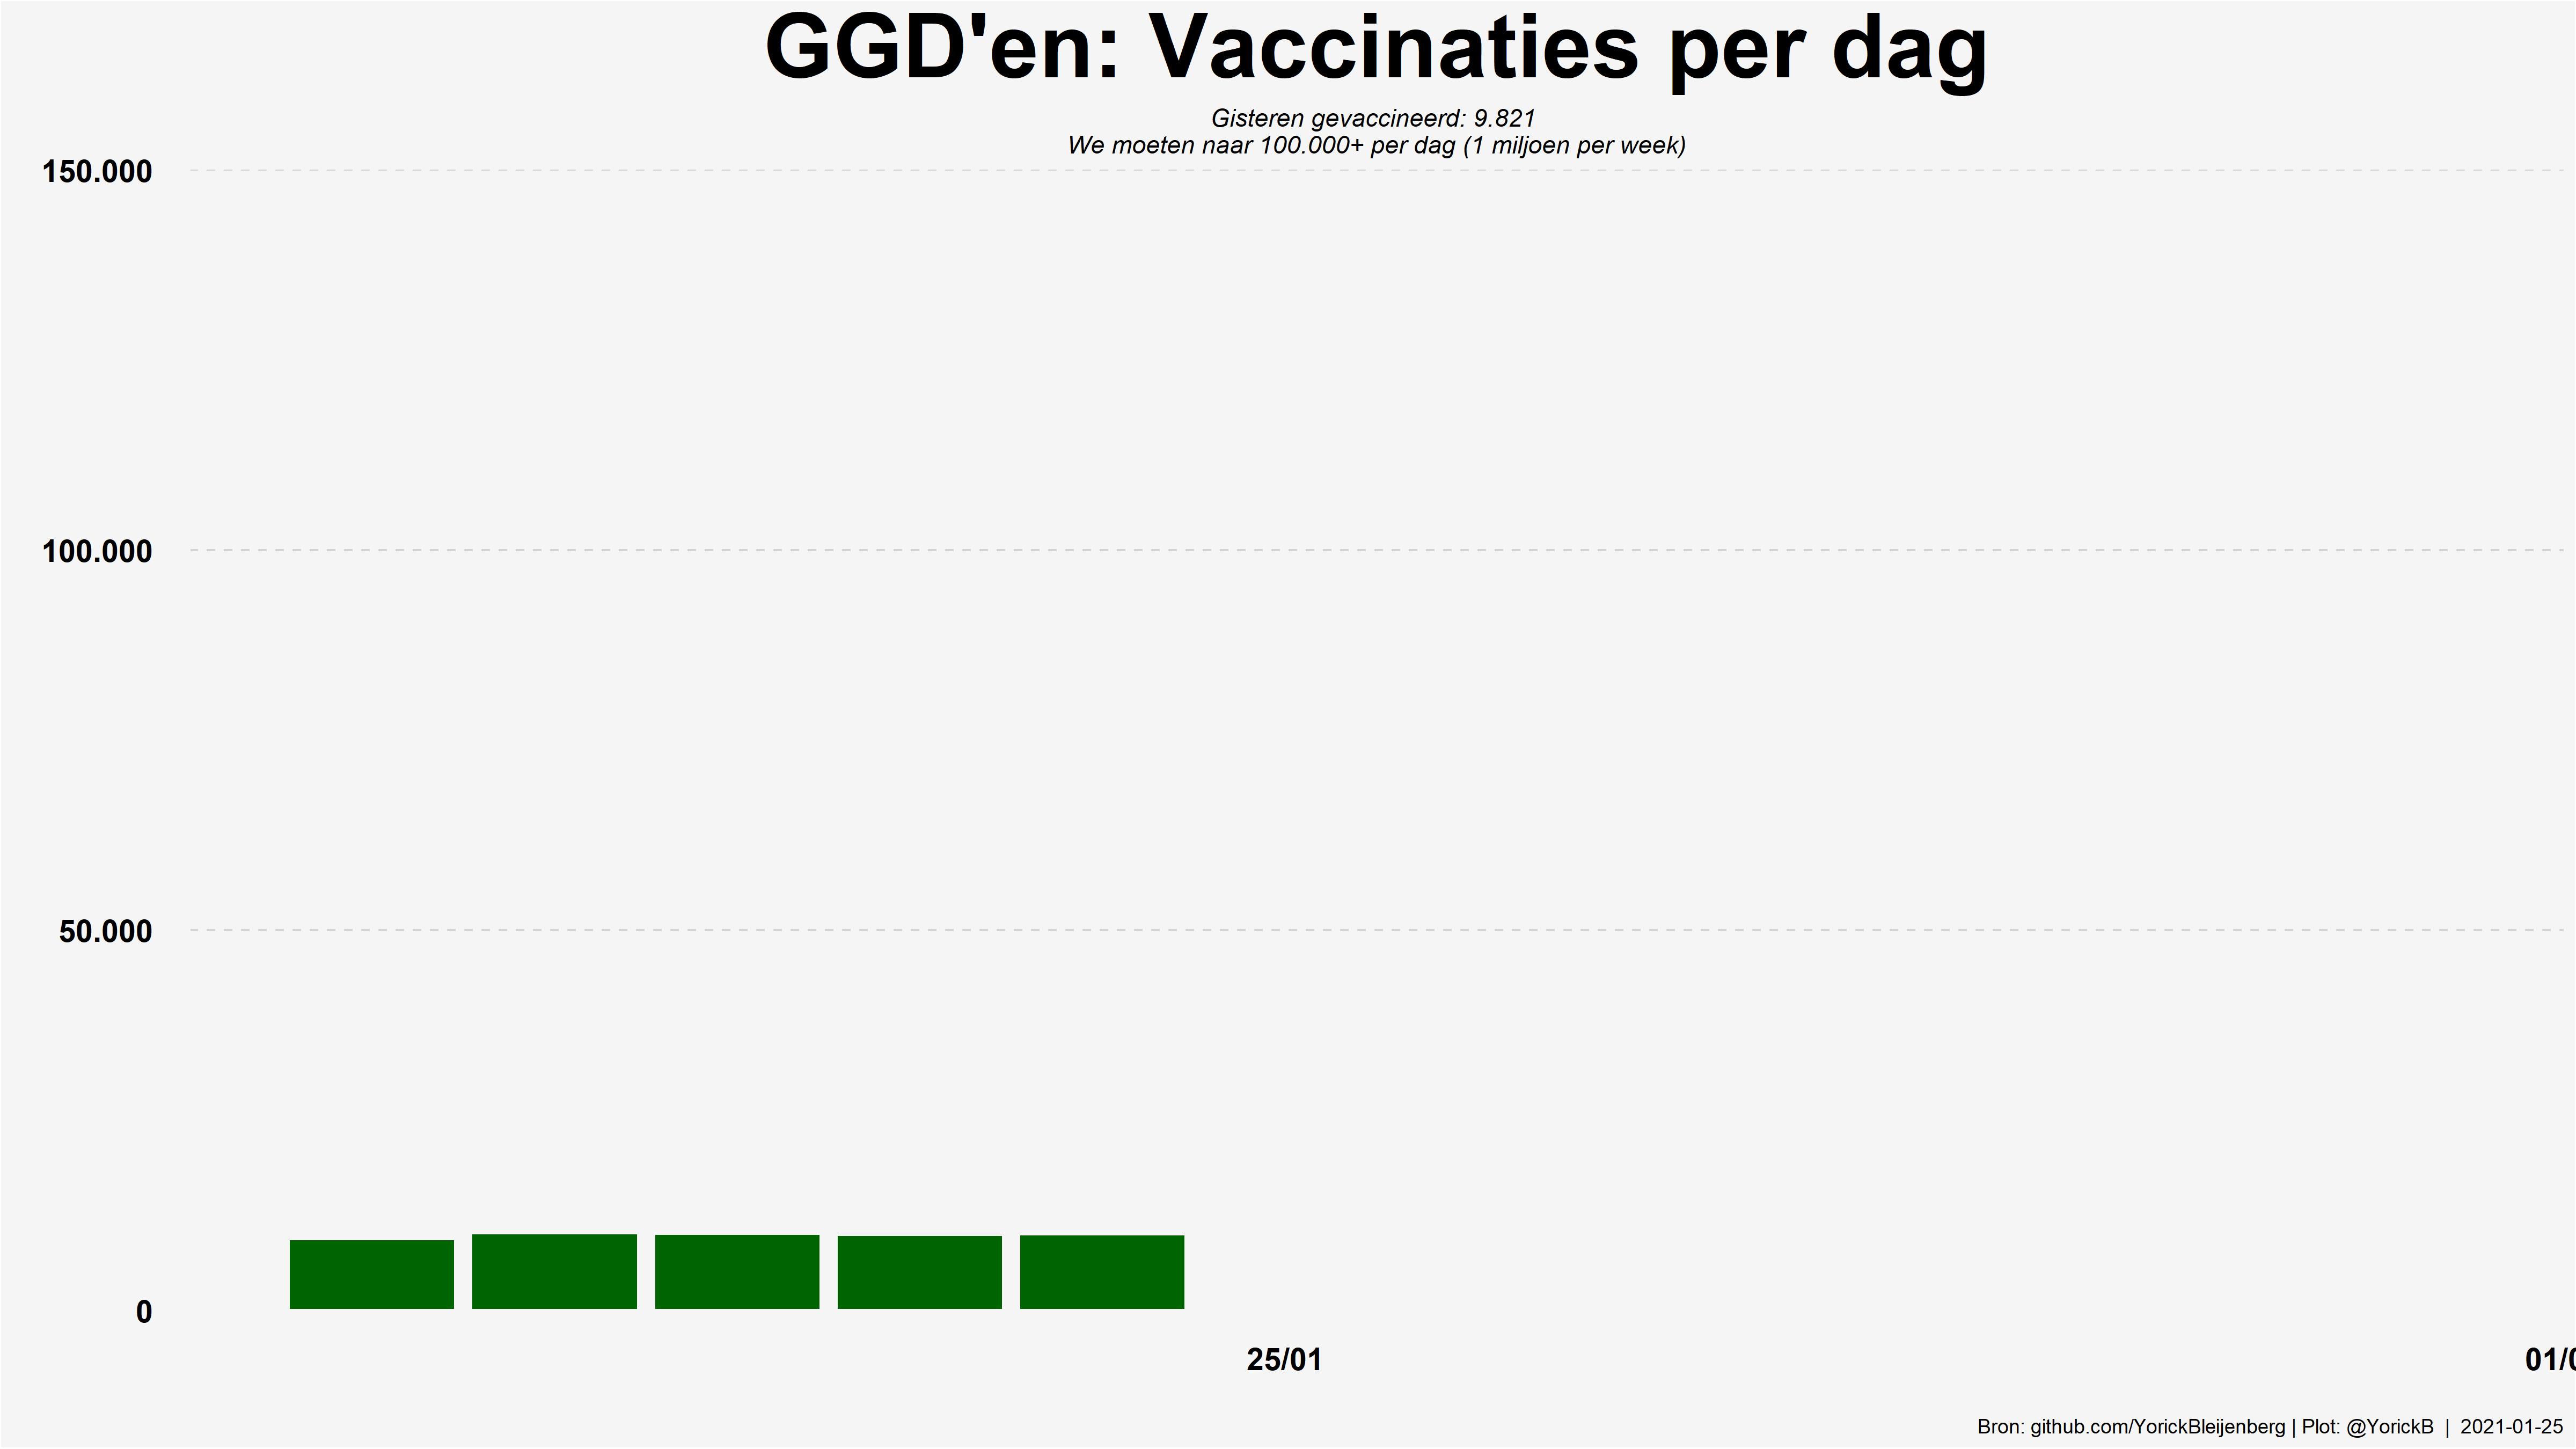 GGD'en: Vaccinaties per dag
Gisteren gevaccineerd: 9.821
We moeten naar 100.000+ per dag (1 miljoen per week)
150.000
100.000
50.000
0
25/01
01/0
Bron: github.com/YorickBleijenberg | Plot: @YorickB | 2021-01-25